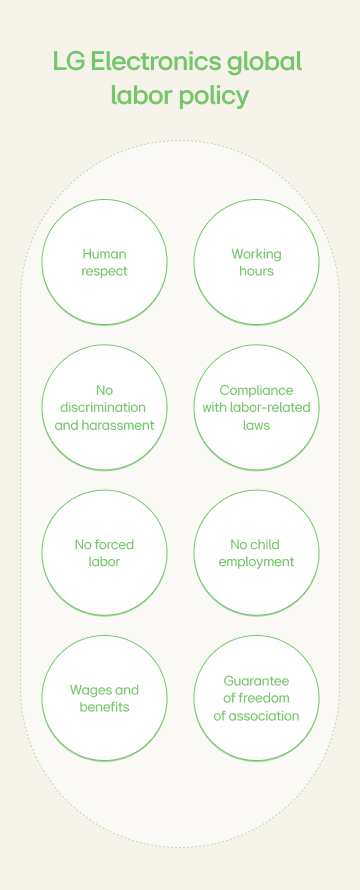 LG Electronics global
labor policy
Human
respect
Working
hours
No
discrimination
and harassment
Compliance
with labor-related
laws
No forced
labor
No child
employment
Wages and
benefits
Guarantee
of freedom
of association